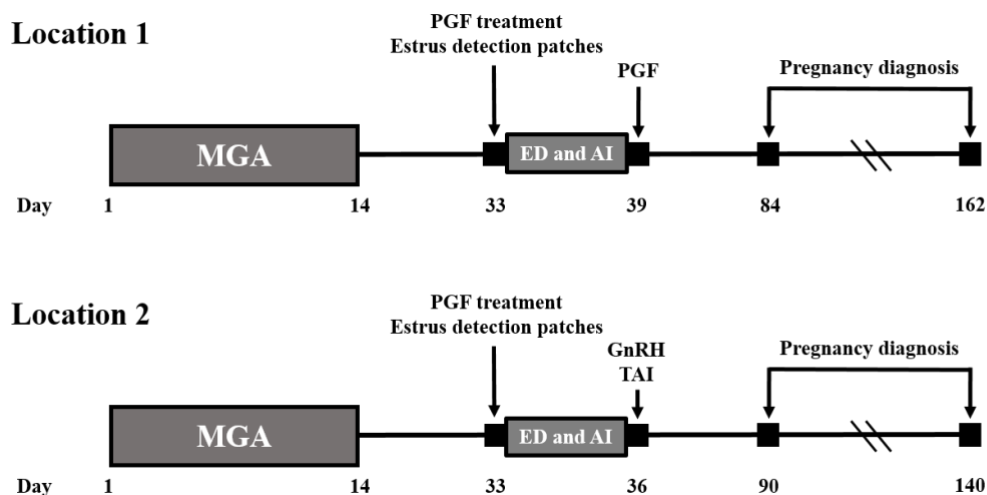 Location 1
PGF treatment
Estrus detection patches
PGF
Pregnancy diagnosis
MGA
ED and AI
Day 1 14 33 39 84 162
Location 2
PGF treatment
Estrus detection patches
GnRH
TAI
Pregnancy diagnosis
MGA
ED and AI
Day 1 14 33 36 90 140